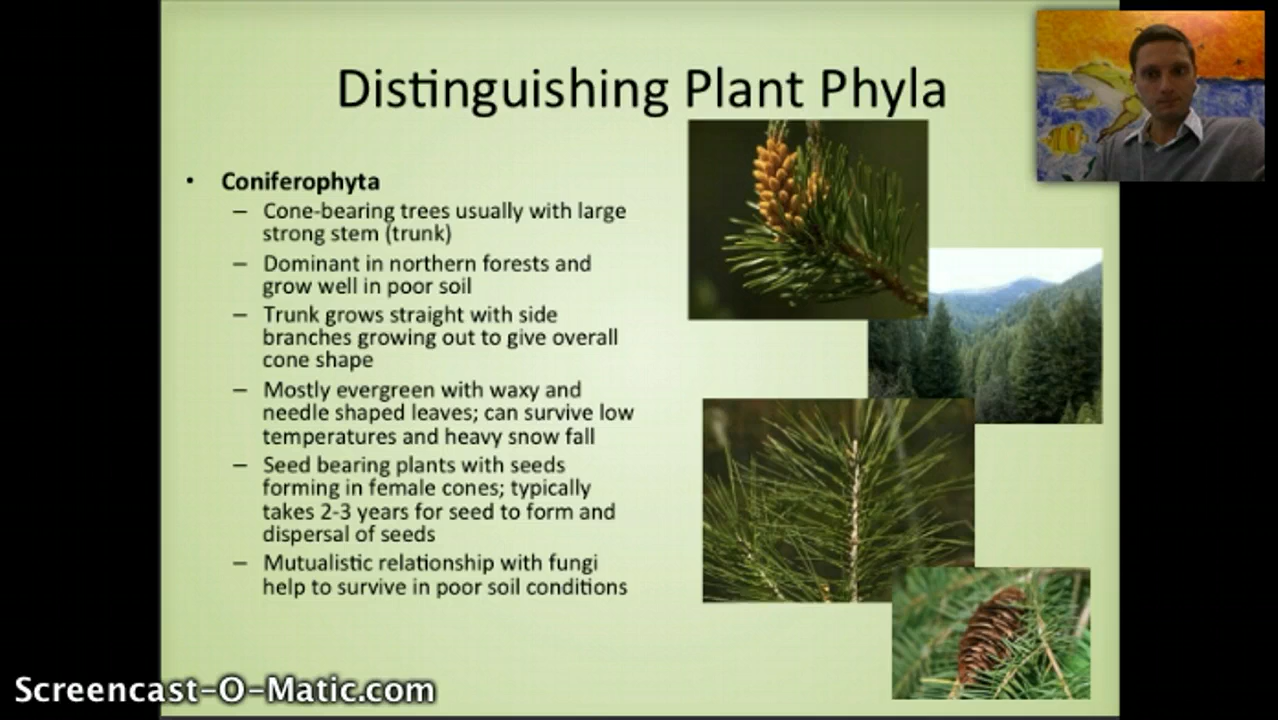 Distinguishing Plant Phyla
• Coniferophyta
– Cone-bearing trees usually with large
strong stem (trunk)
– Dominant in northern forests and
grow well in poor soil
– Trunk grows straight with side
branches growing out to give overall
cone shape
– Mostly evergreen with waxy and
needle shaped leaves; can survive low
temperatures and heavy snow fall
– Seed bearing plants with seeds
forming in female cones; typically
takes 2-3 years for seed to form and
dispersal of seeds
– Mutualistic relationship with fungi
help to survive in poor soil conditions
Screencast-O-Matic.com